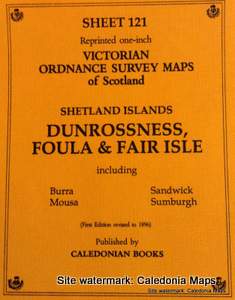 SHEET 121
Reprinted one-inch
VICTORIAN
ORDNANCE SURVEY MAPS
of Scotland
SHETLAND ISLANDS
DUNROSSNESS,
FOULA & FAIR ISLE
including
Burra Sandwick
Mousa Sumburgh
(First Edition revised to 1896)
Published by
CALEDONIAN BOOKS
Site watermark: Caledonia Maps
Site watermark: Caledonia Maps